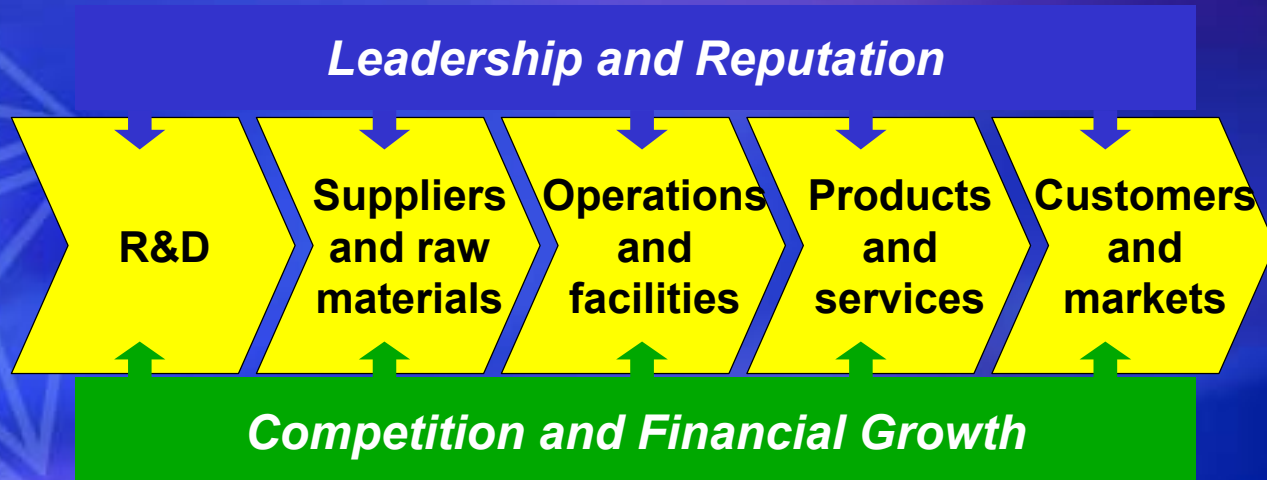 Leadership and Reputation
R&D
Suppliers
and raw
materials
Operations
and
facilities
Products
and
services
Customers
and
markets
Competition and Financial Growth